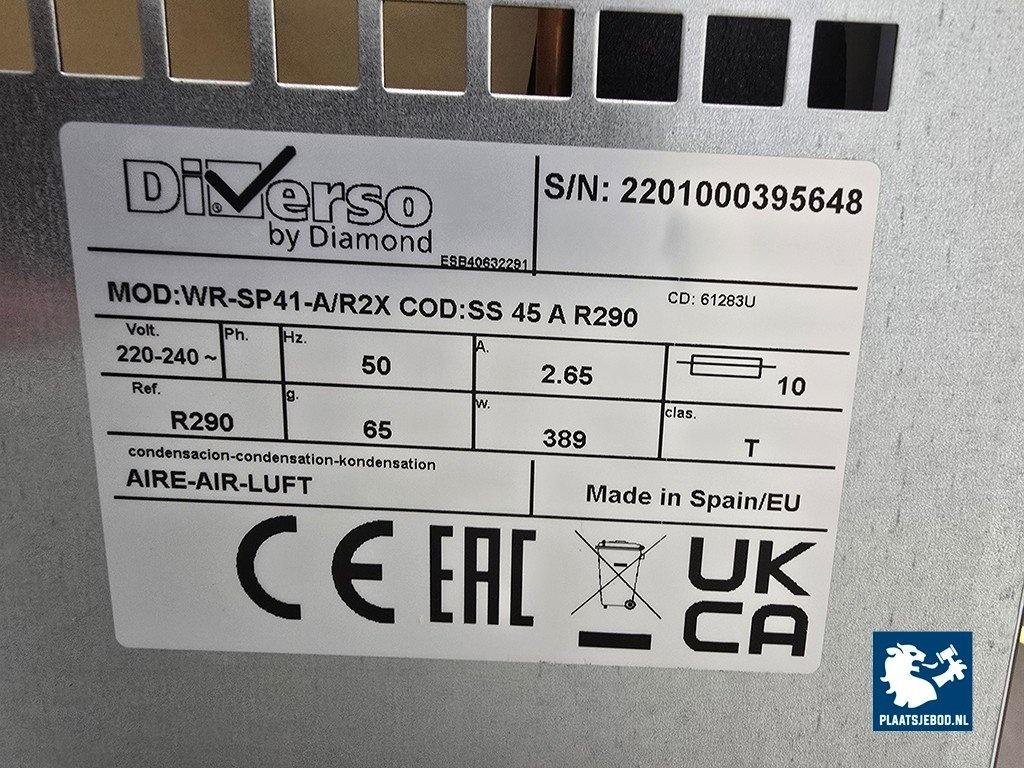 Diverso
by Diamond
ESB40632291
S/N: 2201000395648
MOD:WR-SP41-A/R2X COD:SS 45 A R290
CD: 61283U
Volt.
220-240 ~
Ph.
Hz.
50
A.
2.65
10
Ref.
R290
g.
65
w.
389
clas.
T
condensacion-condensation-kondensation
AIRE-AIR-LUFT
Made in Spain/EU
CE EAC UK
CA
PLAATSJEBOD.NL